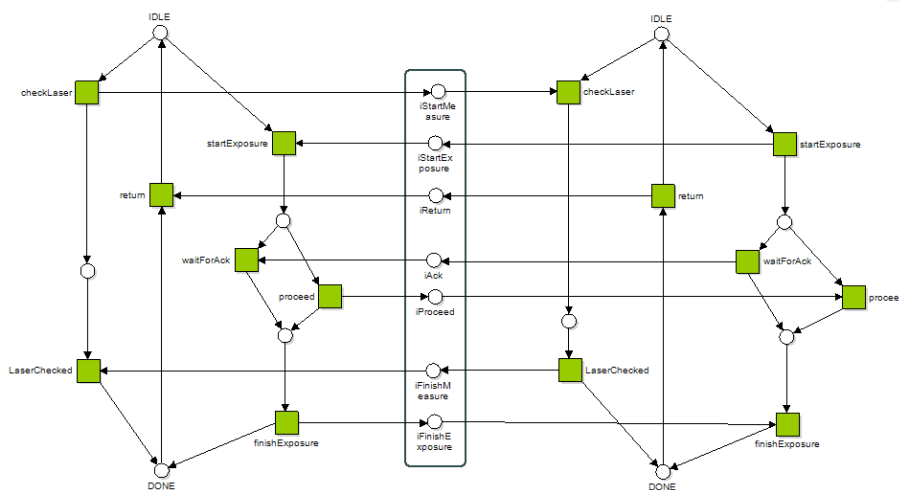 IDLE
IDLE
checkLaser
iStartMe
asure
checkLaser
startExposure
iStartEx
posure
startExposure
return
iReturn
return
waitForAck
iAck
waitForAck
proceed
iProceed
procee
LaserChecked
iFinishM
easure
LaserChecked
finishExposure
iFinishE
xposure
finishExposure
DONE
DONE